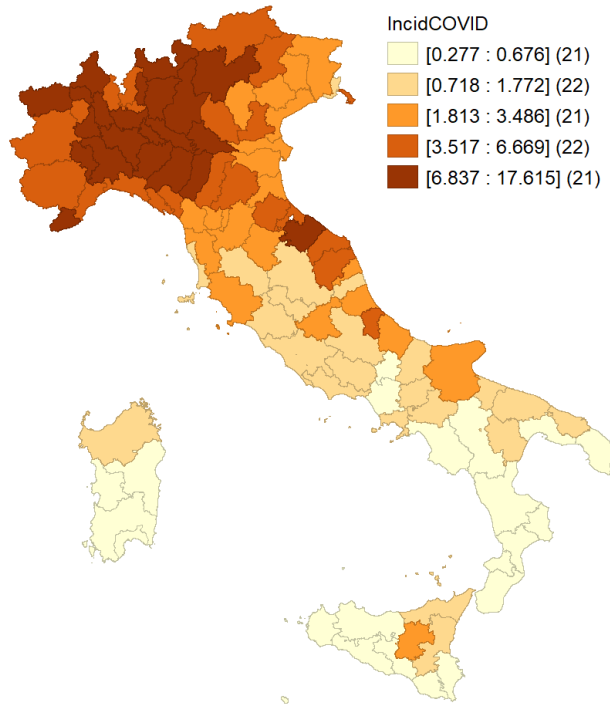 IncidCOVID
[0.277 : 0.676] (21)
[0.718 : 1.772] (22)
[1.813 : 3.486] (21)
[3.517 : 6.669] (22)
[6.837 : 17.615] (21)